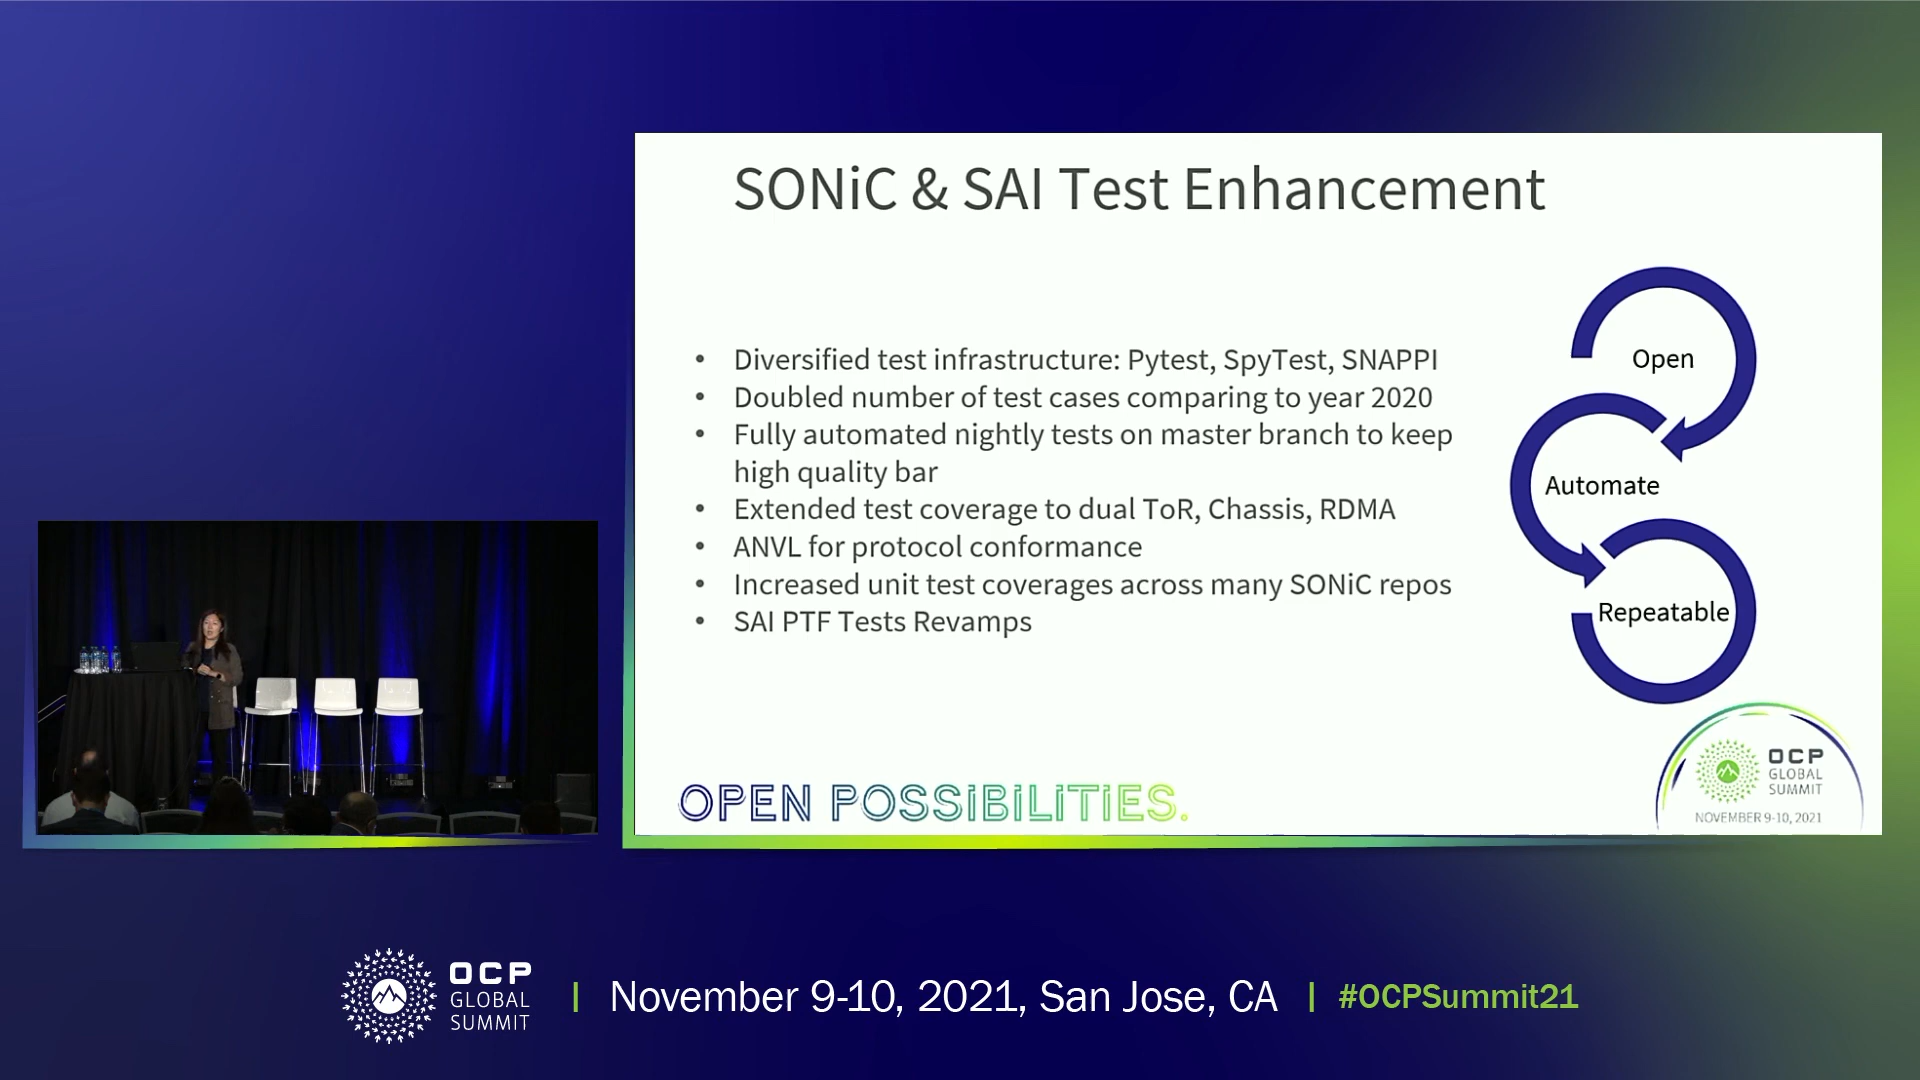 SONiC & SAI Test Enhancement
• Diversified test infrastructure: Pytest, SpyTest, SNAPPI
• Doubled number of test cases comparing to year 2020
• Fully automated nightly tests on master branch to keep
high quality bar
• Extended test coverage to dual ToR, Chassis, RDMA
• ANVL for protocol conformance
• Increased unit test coverages across many SONiC repos
• SAI PTF Tests Revamps
Open
Automate
Repeatable
OPEN POSSIBILITIES.
OCP
GLOBAL
SUMMIT
NOVEMBER 9-10, 2021
OCP
GLOBAL
SUMMIT
| November 9-10, 2021, San Jose, CA | #OCPSummit21